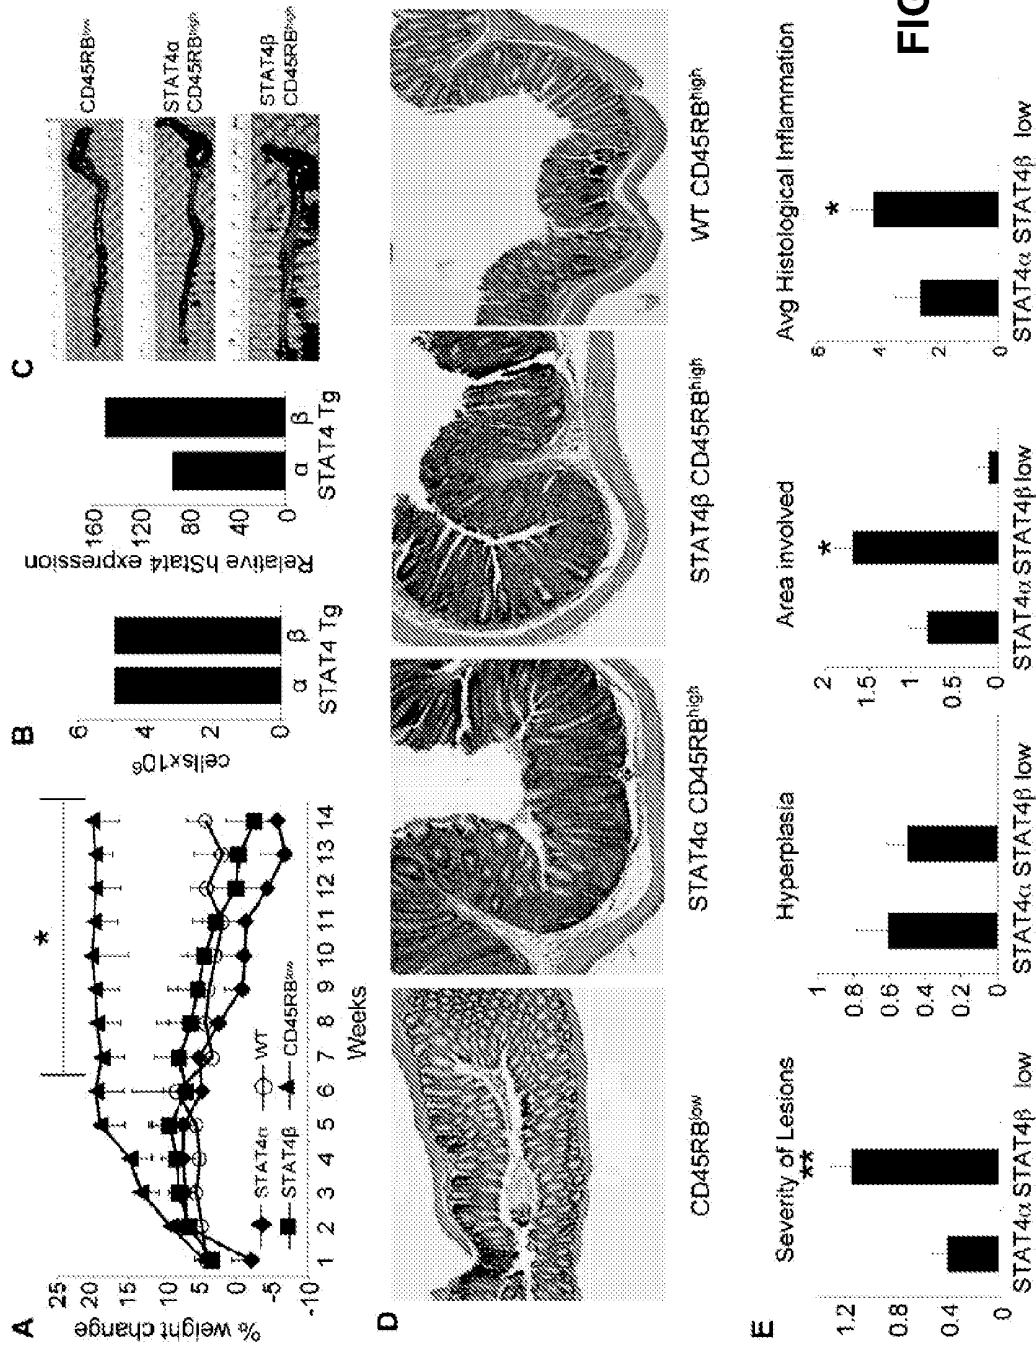 A
% weight change
25
20
15
10
5
0
-5
-10
*
STAT4α
WT
STAT4β
CD45RBlow
1 2 3 4 5 6 7 8 9 10 11 12 13 14
Weeks
B
cellsx10⁶
6
4
2
0
α β
STAT4 Tg
Relative hStat4 expression
160
120
80
40
0
α β
STAT4 Tg
C
CD45RBlow
STAT4α
CD45RBhigh
STAT4β
CD45RBhigh
D
CD45RBlow
STAT4α CD45RBhigh
STAT4β CD45RBhigh
WT CD45RBhigh
E
Severity of Lesions
**
1.2
0.8
0.4
0
STAT4α STAT4β low
Hyperplasia
1
0.8
0.6
0.4
0.2
0
STAT4α STAT4β low
Area involved
*
2
1.5
1
0.5
0
STAT4α STAT4β low
Avg Histological Inflammation
*
6
4
2
0
STAT4α STAT4β low
FIG